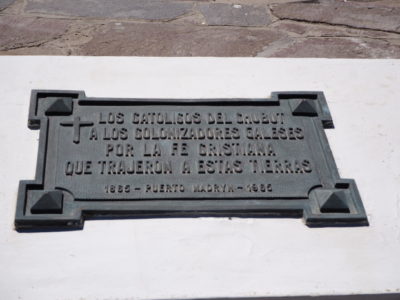 LOS CATOLICOS DEL CHUBUT
A LOS COLONIZADORES GALESES
POR LA FE CRISTIANA
QUE TRAJERON A ESTAS TIERRAS
1865 - PUERTO MADRYN - 1965